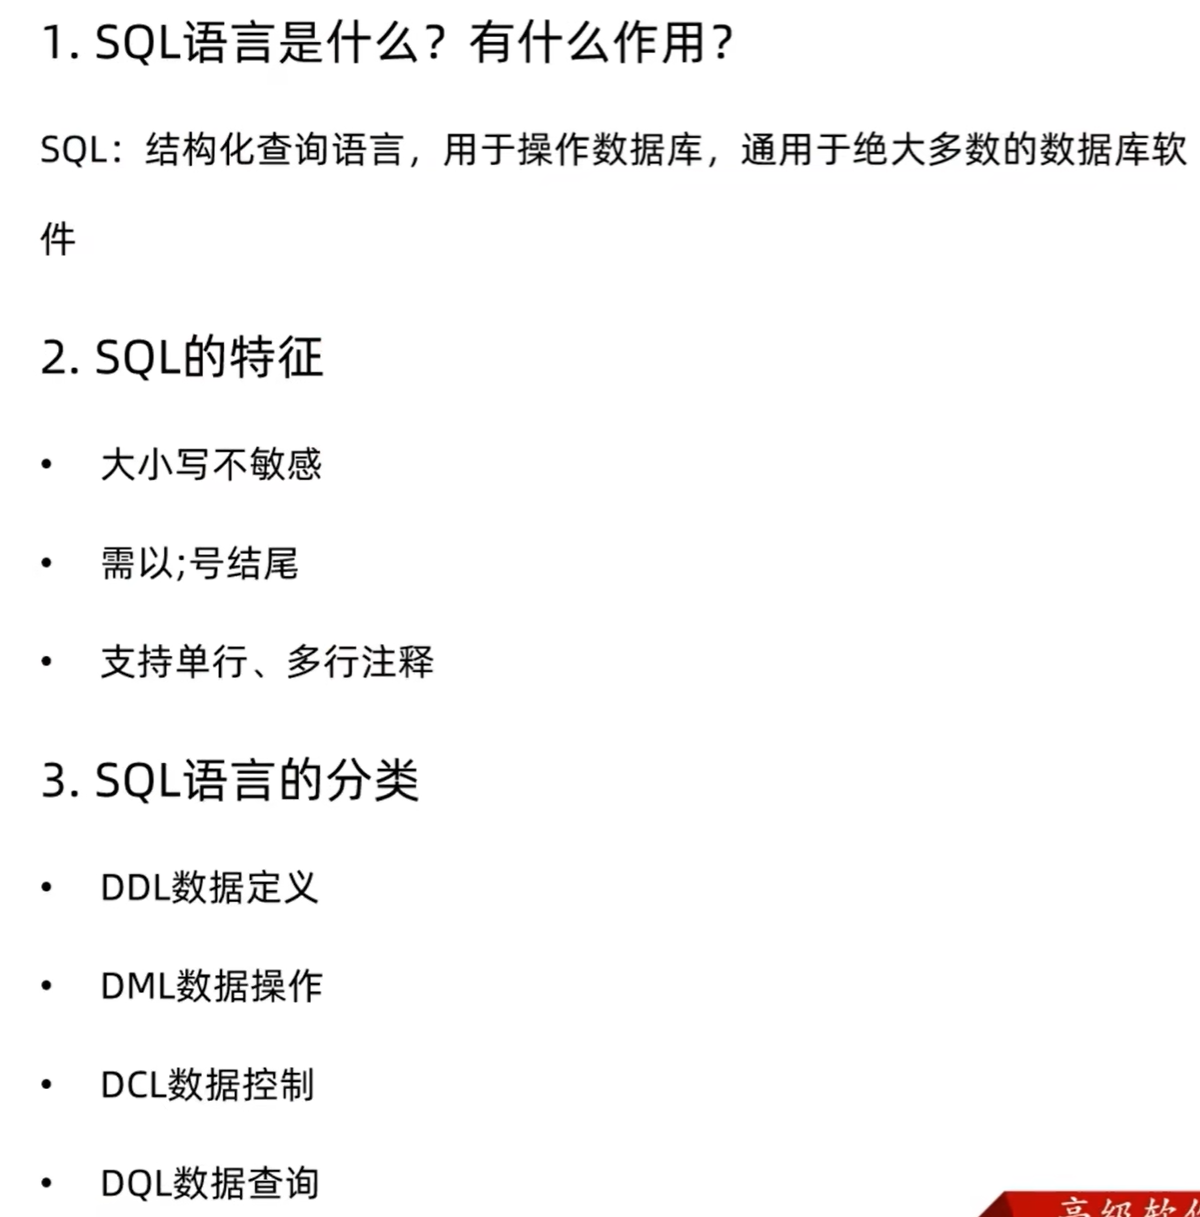 1. SQL语言是什么？有什么作用？
SQL：结构化查询语言，用于操作数据库，通用于绝大多数的数据库软
件
2. SQL的特征
• 大小写不敏感
• 需以;号结尾
• 支持单行、多行注释
3. SQL语言的分类
• DDL数据定义
• DML数据操作
• DCL数据控制
• DQL数据查询
高级软